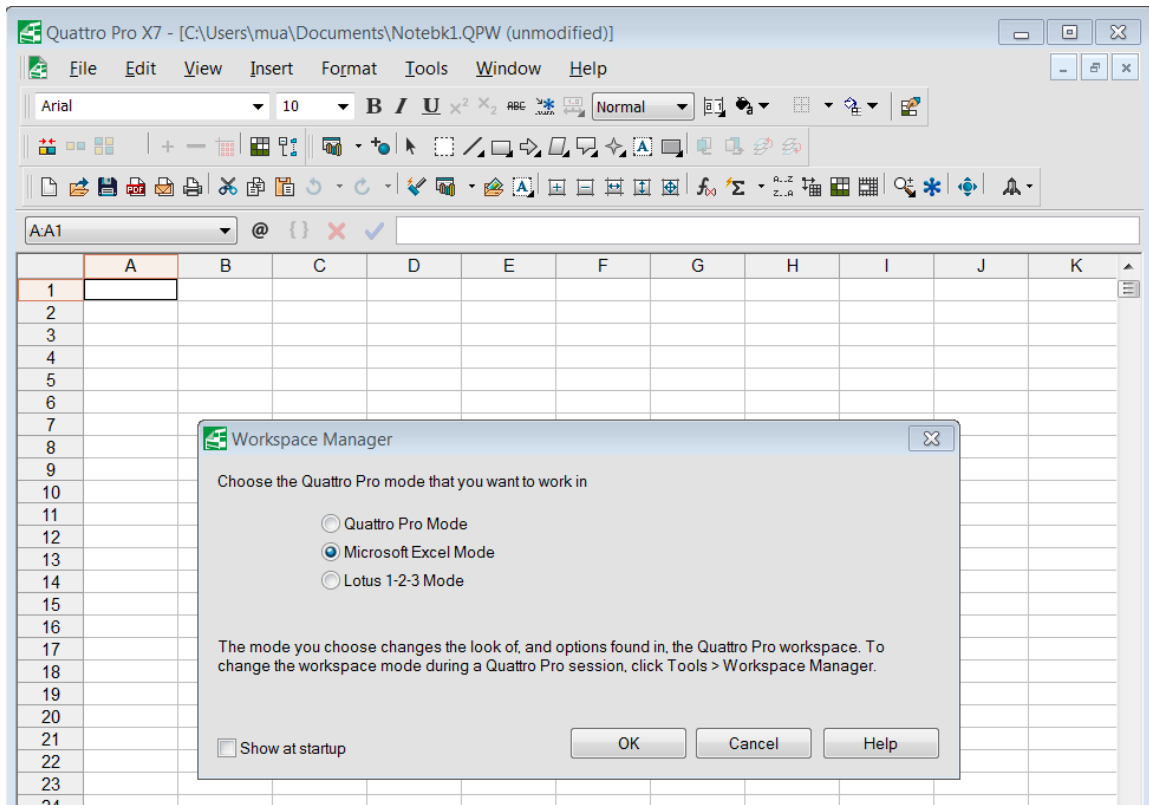 Quattro Pro X7 - [C:\Users\mua\Documents\Notebk1.QPW (unmodified)]
File Edit View Insert Format Tools Window Help
Arial 10 B I U x² X₂ ABC Normal
A:A1 @ {}
A B C D E F G H I J K
1
2
3
4
5
6
7
8
9
10
11
12
13
14
15
16
17
18
19
20
21
22
23
24
Workspace Manager
Choose the Quattro Pro mode that you want to work in
Quattro Pro Mode
Microsoft Excel Mode
Lotus 1-2-3 Mode
The mode you choose changes the look of, and options found in, the Quattro Pro workspace. To
change the workspace mode during a Quattro Pro session, click Tools > Workspace Manager.
Show at startup OK Cancel Help